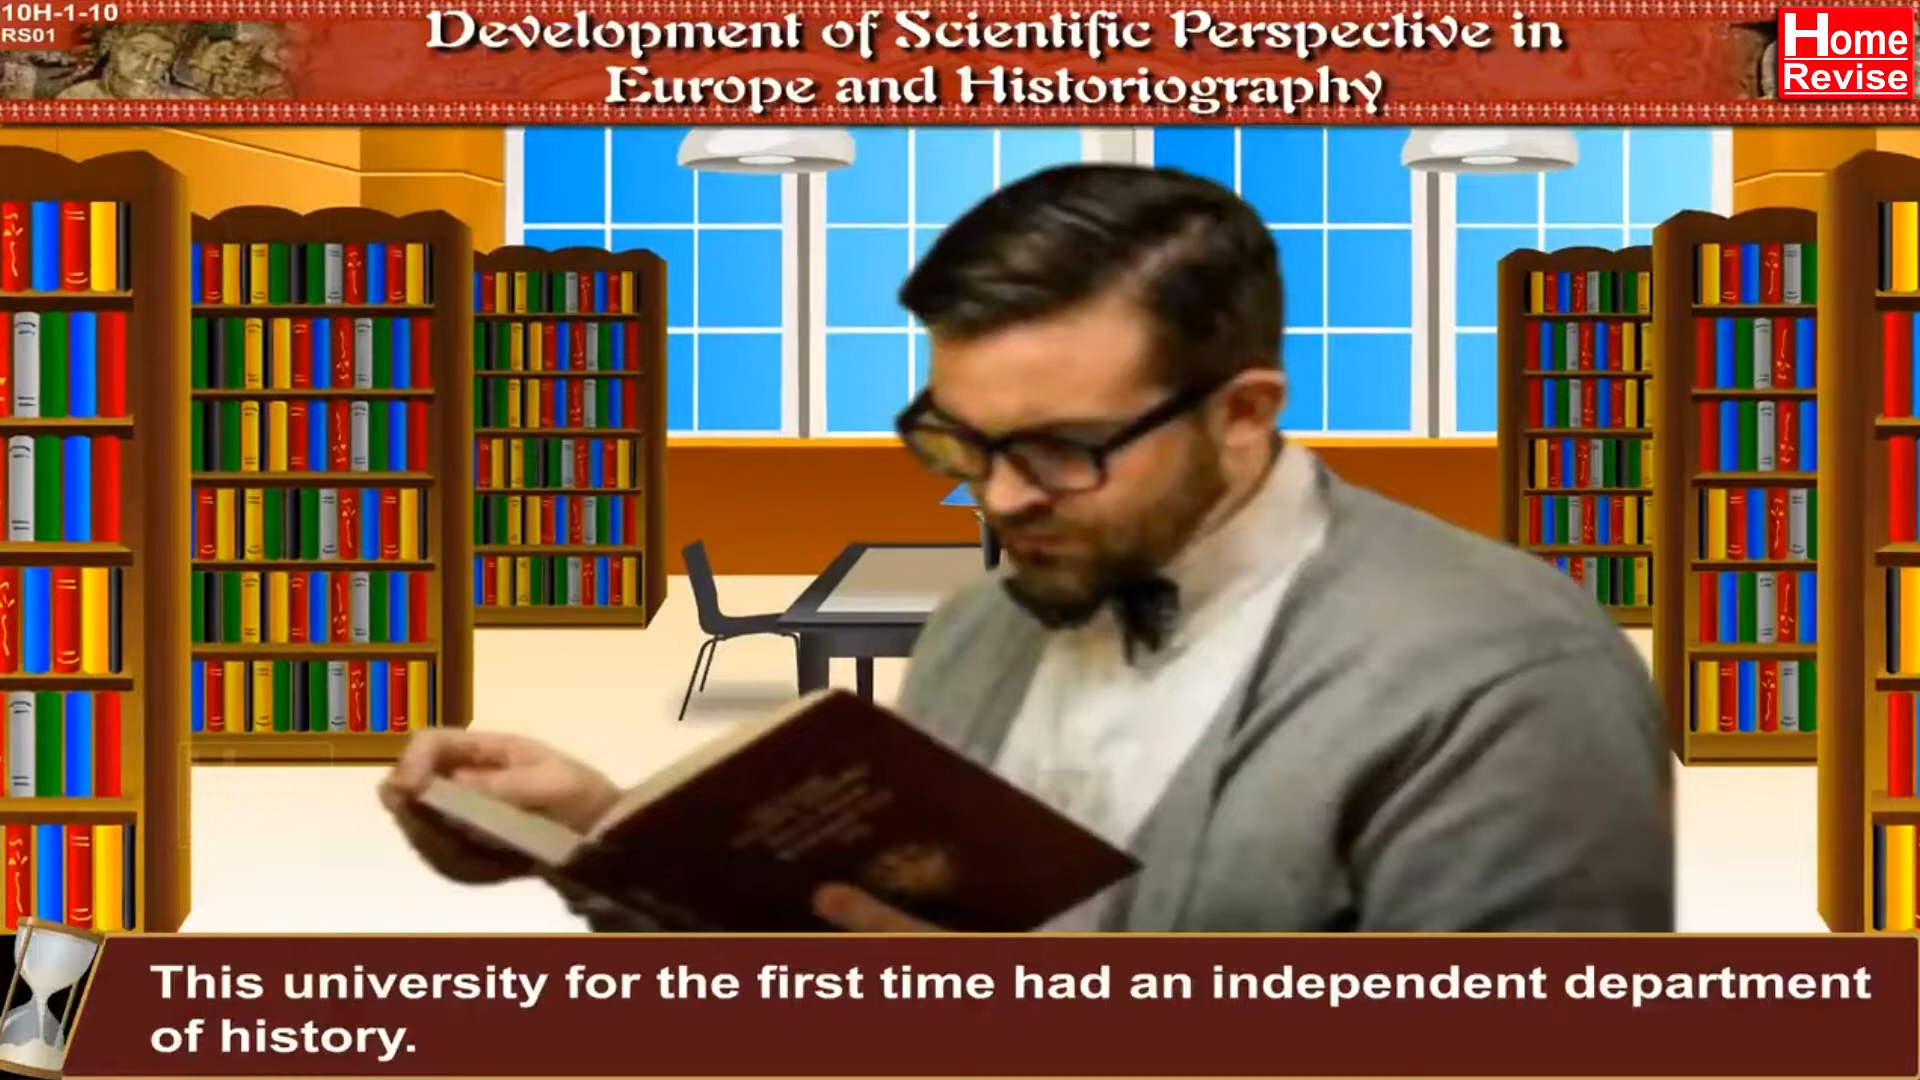 10H-1-10
RS01
Development of Scientific Perspective in
Europe and Historiography
Home
Revise
This university for the first time had an independent department
of history.